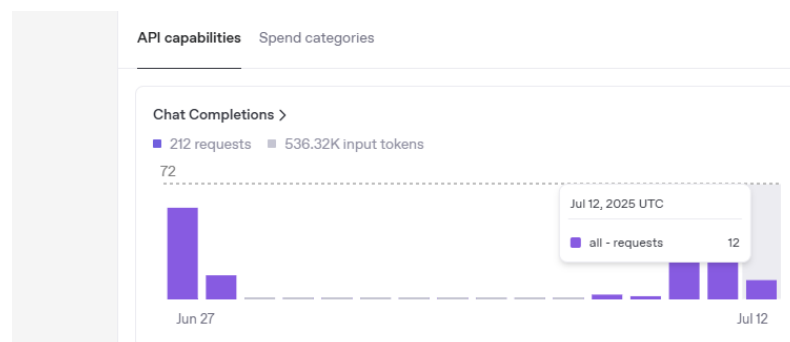 API capabilities Spend categories
Chat Completions >
212 requests 536.32K input tokens
72
Jul 12, 2025 UTC
all - requests 12
Jun 27 Jul 12